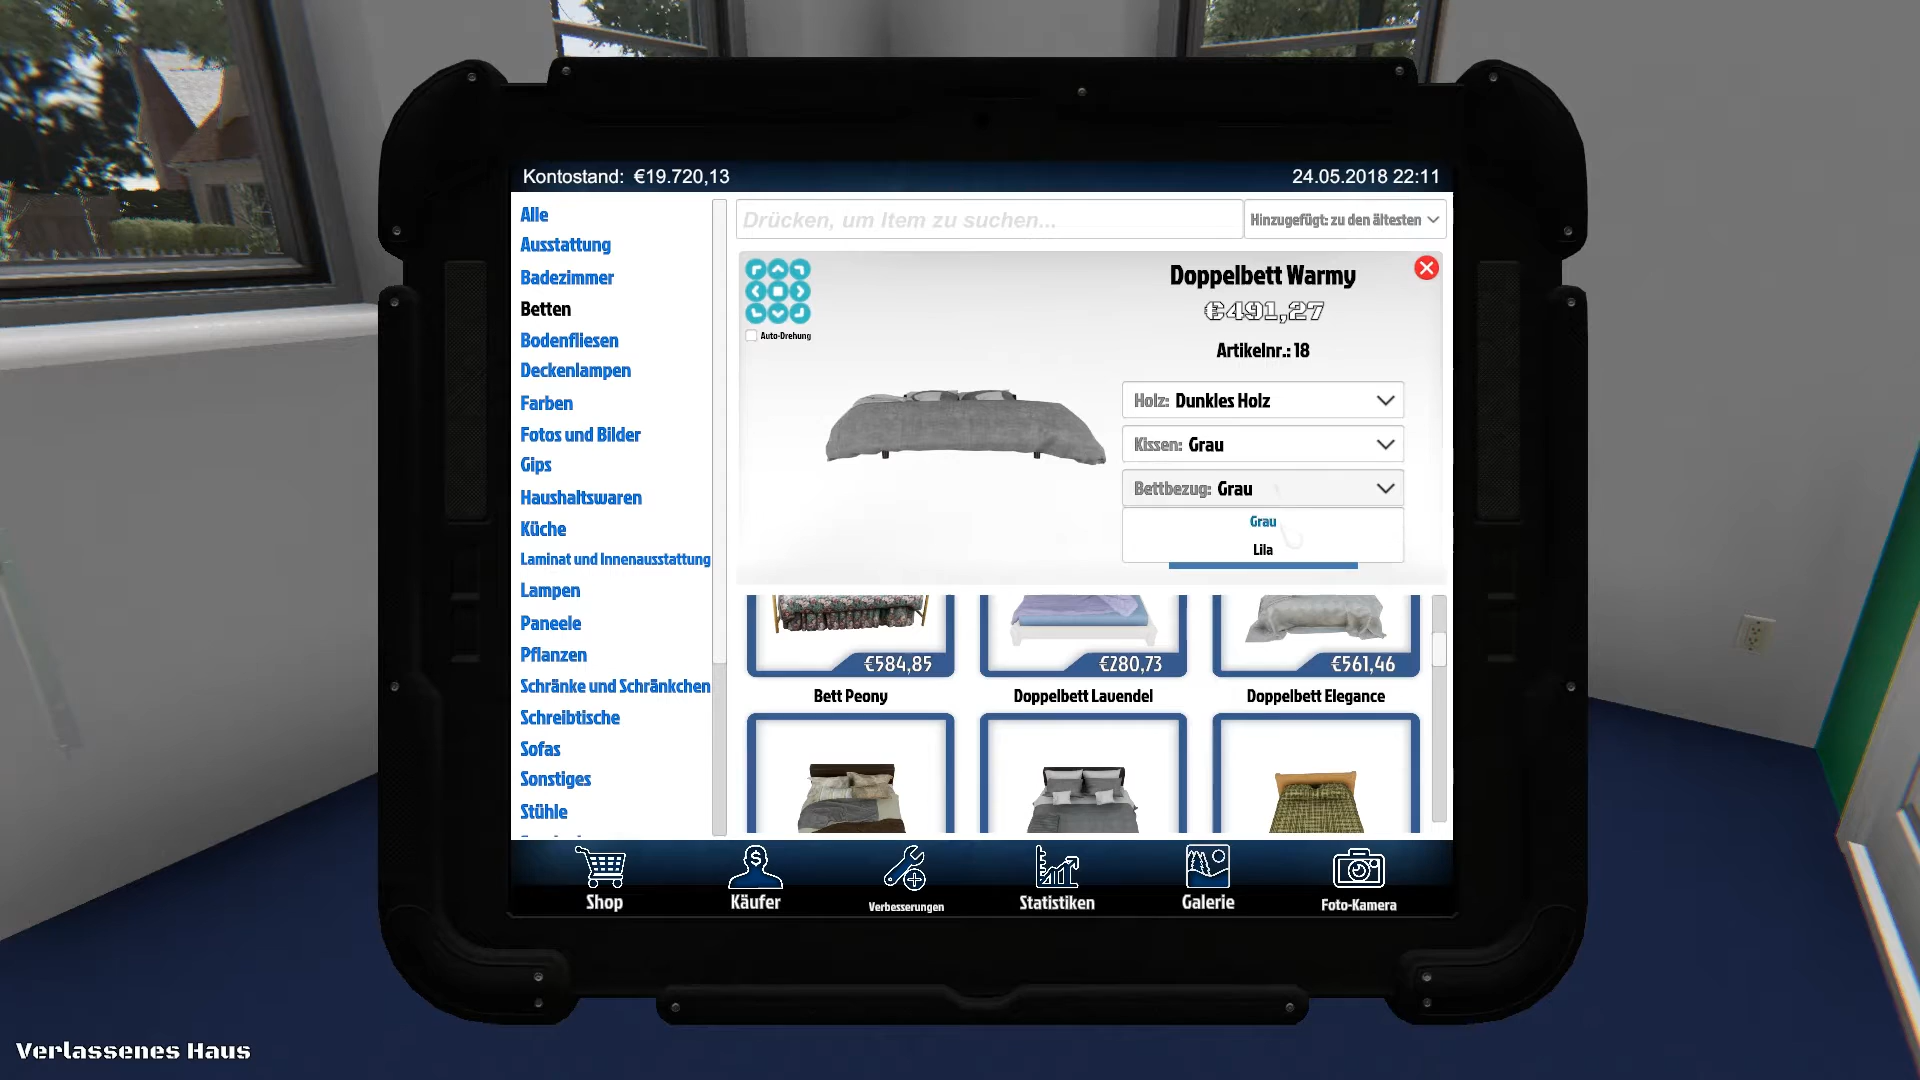 Kontostand: €19.720,13
24.05.2018 22:11
Alle
Ausstattung
Badezimmer
Betten
Bodenfliesen
Deckenlampen
Farben
Fotos und Bilder
Gips
Haushaltswaren
Küche
Laminat und Innenausstattung
Lampen
Paneele
Pflanzen
Schränke und Schränkchen
Schreibtische
Sofas
Sonstiges
Stühle
Drücken, um Item zu suchen...
Hinzugefügt: zu den ältesten
Auto-Drehung
Doppelbett Warmy
€491,27
Artikelnr.: 18
Holz: Dunkles Holz
Kissen: Grau
Bettbezug: Grau
Grau
Lila
€584,85
€280,73
€561,46
Bett Peony
Doppelbett Lavendel
Doppelbett Elegance
Shop
Käufer
Verbesserungen
Statistiken
Galerie
Foto-Kamera
Verlassenes Haus